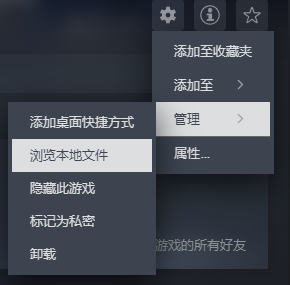 添加至收藏夹
添加至
管理
属性...
添加桌面快捷方式
浏览本地文件
隐藏此游戏
标记为私密
卸载
游戏的所有好友